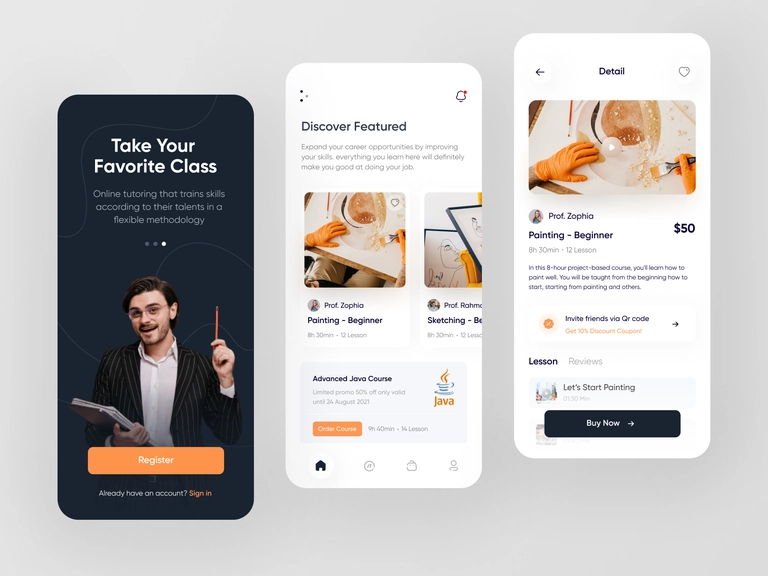 Take Your
Favorite Class
Online tutoring that trains skills
according to their talents in a
flexible methodology
Register
Already have an account? Sign in
Discover Featured
Expand your career opportunities by improving
your skills. everything you learn here will definitely
make you good at doing your job.
Prof. Zophia
Painting - Beginner
8h 30min • 12 Lesson
Prof. Rahma
Sketching - Be
8h 30min • 12 Les
Advanced Java Course
Limited promo 50% off only valid
until 24 August 2021
Java
Order Course
9h 40min • 14 Lesson
Detail
Prof. Zophia
Painting - Beginner
$50
8h 30min • 12 Lesson
In this 8-hour project-based course, you'll learn how to
paint well. You will be taught from the beginning how to
start, starting from painting and others.
Invite friends via Qr code
Get 10% Discount Coupon!
Lesson
Reviews
Let's Start Painting
01:30 Min
Buy Now